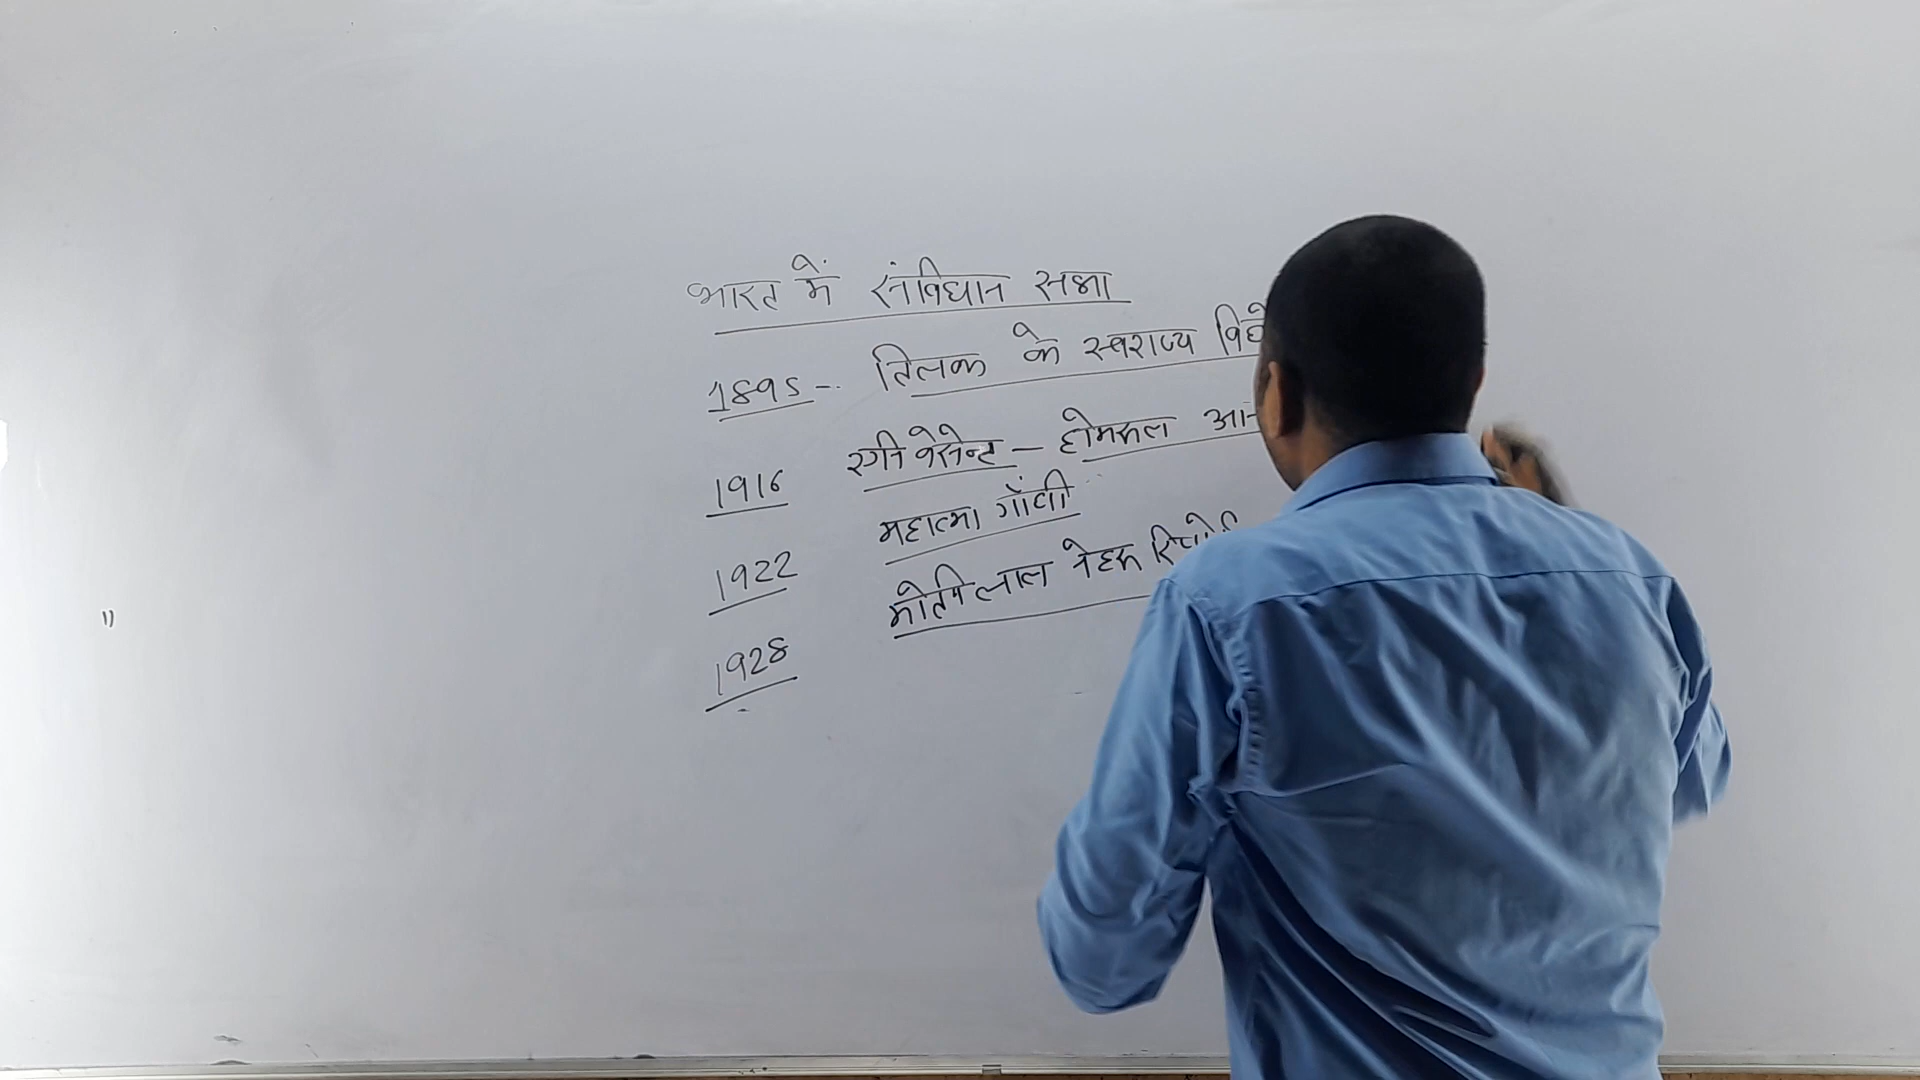 भारत में संविधान सभा
1895 - तिलक के स्वराज्य
1916 एनी बेसेन्ट - होमरूल
1922 महात्मा गाँधी
1928 मोतीलाल नेहरू